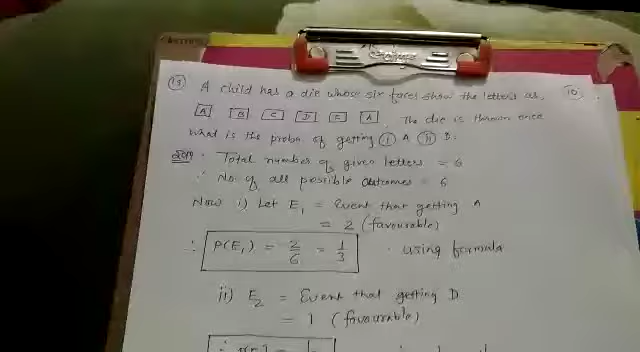 (13) A child has a die whose six faces show the letters as, (10)
A B C D E A . The die is thrown once
what is the proba of getting (i) A (ii) D.
Soln. Total number of given letters = 6
∴ No. of all possible outcomes = 6
Now i) Let E₁ = Event that getting A
= 2 (favourable)
∴ P(E₁) = 2/6 = 1/3 . using formula
ii) E₂ = Event that getting D
= 1 (favourable)